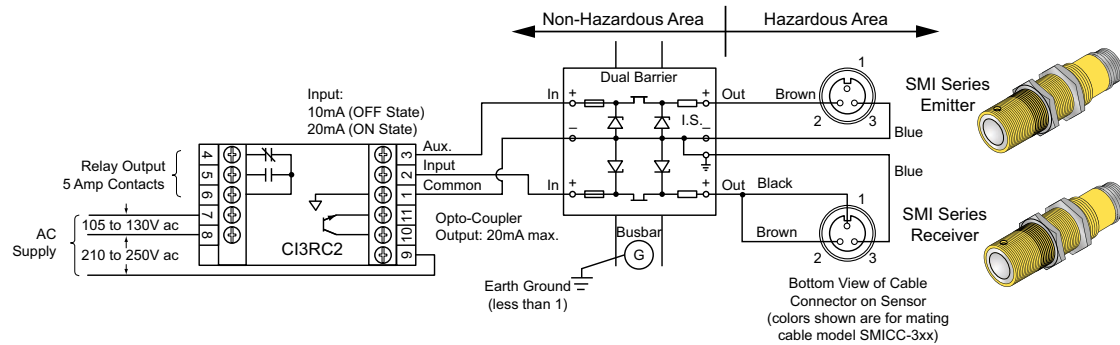 Non-Hazardous Area
Hazardous Area
Dual Barrier
Input:
10mA (OFF State)
20mA (ON State)
In
+
+
Out
Brown
1
2
3
SMI Series
Emitter
I.S.
–
–
Blue
Relay Output
5 Amp Contacts
4
5
6
7
8
3
2
1
11
10
9
Aux.
Input
Common
In
+
+
Out
Black
Blue
1
2
3
Brown
SMI Series
Receiver
AC
Supply
105 to 130V ac
210 to 250V ac
CI3RC2
Opto-Coupler
Output: 20mA max.
Busbar
G
Earth Ground
(less than 1)
Bottom View of Cable
Connector on Sensor
(colors shown are for mating
cable model SMICC-3xx)